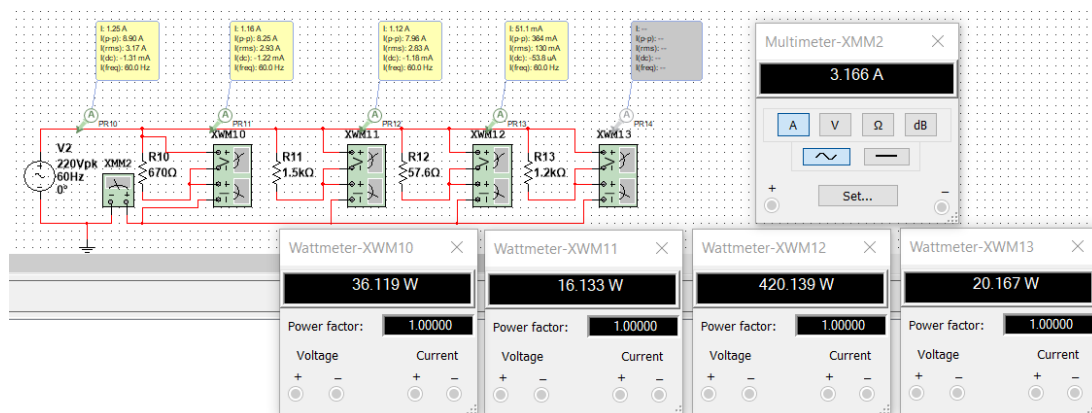 I: 1.25 A
I(p-p): 8.90 A
I(rms): 3.17 A
I(dc): -1.31 mA
I(freq): 60.0 Hz
I: 1.16 A
I(p-p): 8.25 A
I(rms): 2.93 A
I(dc): -1.22 mA
I(freq): 60.0 Hz
I: 1.12 A
I(p-p): 7.96 A
I(rms): 2.83 A
I(dc): -1.18 mA
I(freq): 60.0 Hz
I: 51.1 mA
I(p-p): 364 mA
I(rms): 130 mA
I(dc): -53.8 uA
I(freq): 60.0 Hz
I: --
I(p-p): --
I(rms): --
I(dc): --
I(freq): --
A A A A A
PR10 PR11 PR12 PR13 PR14
XWM10 XWM11 XWM12 XWM13
V2
220Vpk
60Hz
0°
XMM2
R10
670Ω
R11
1.5kΩ
R12
57.6Ω
R13
1.2kΩ
V I V I V I V I
Multimeter-XMM2
3.166 A
A V Ω dB
Set...
+ −
Wattmeter-XWM10
36.119 W
Power factor: 1.00000
Voltage Current
+ − + −
Wattmeter-XWM11
16.133 W
Power factor: 1.00000
Voltage Current
+ − + −
Wattmeter-XWM12
420.139 W
Power factor: 1.00000
Voltage Current
+ − + −
Wattmeter-XWM13
20.167 W
Power factor: 1.00000
Voltage Current
+ − + −